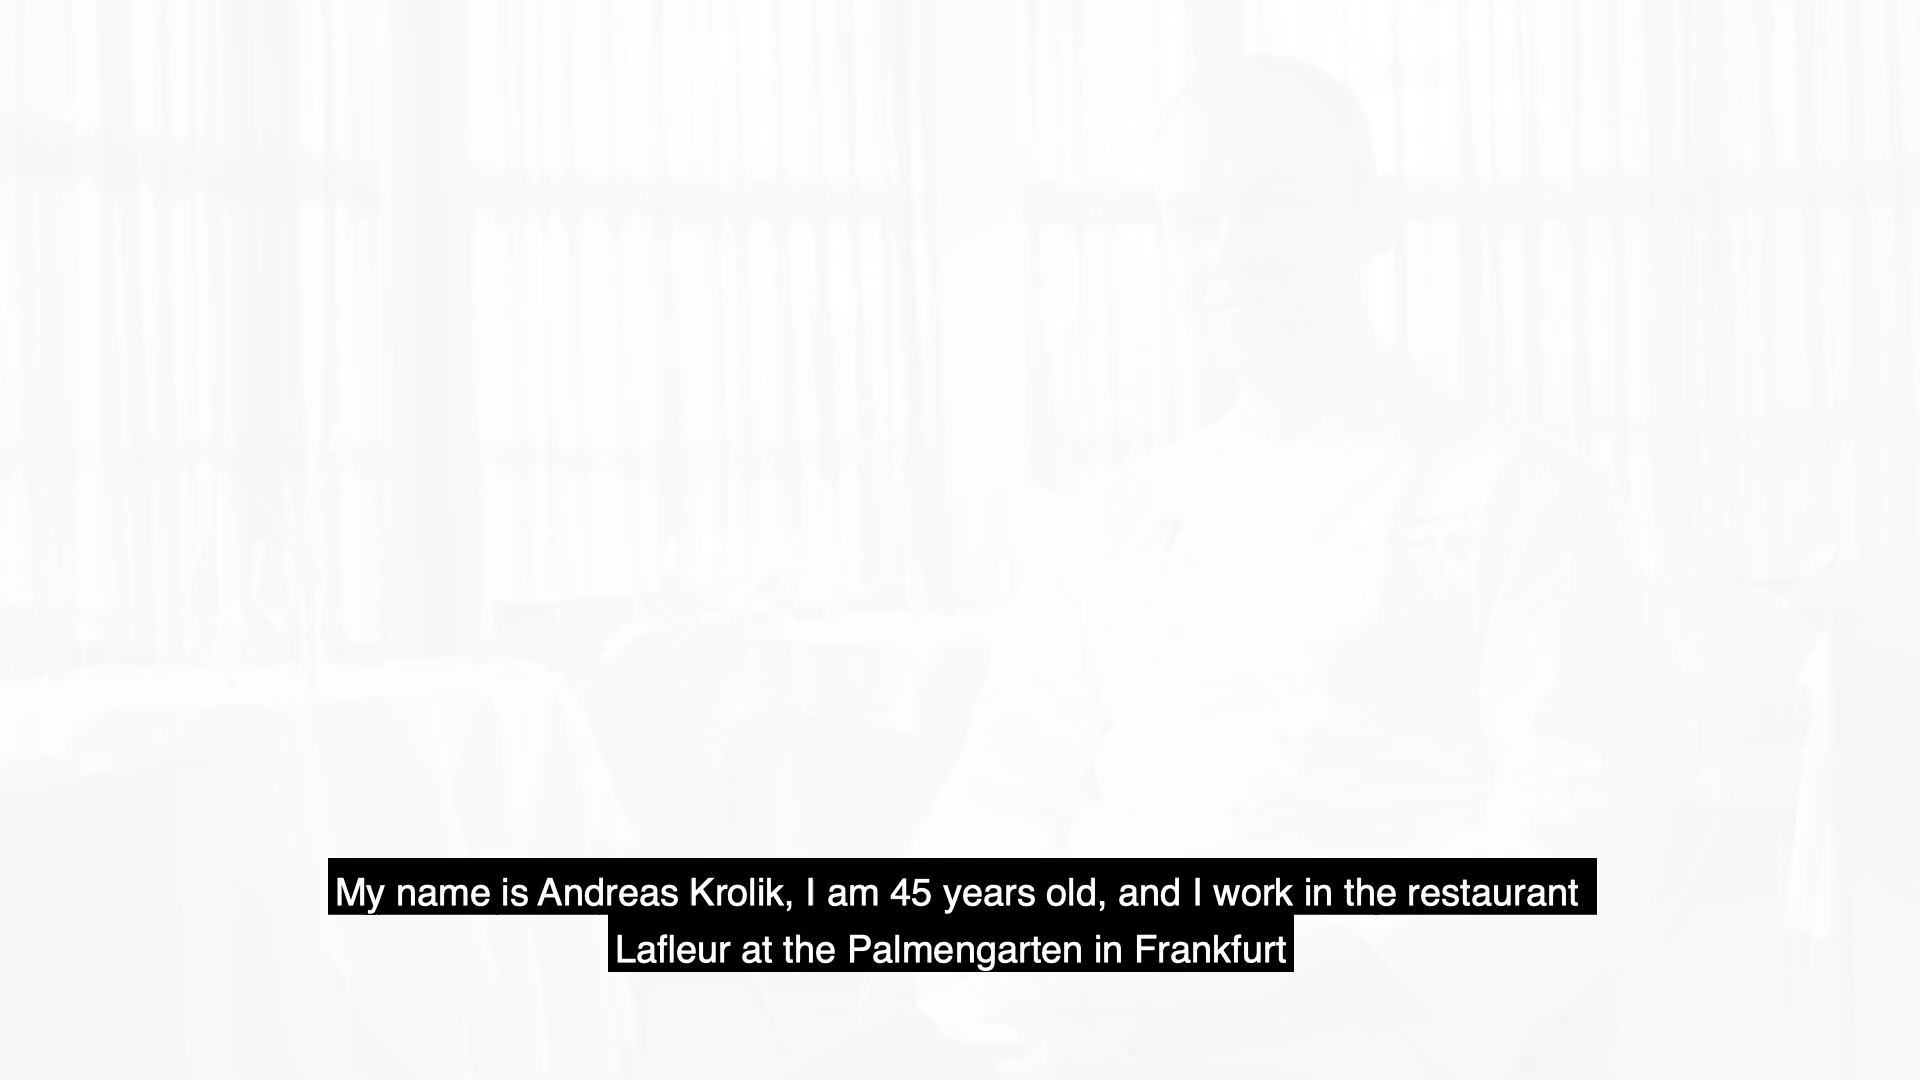 My name is Andreas Krolik, I am 45 years old, and I work in the restaurant
Lafleur at the Palmengarten in Frankfurt